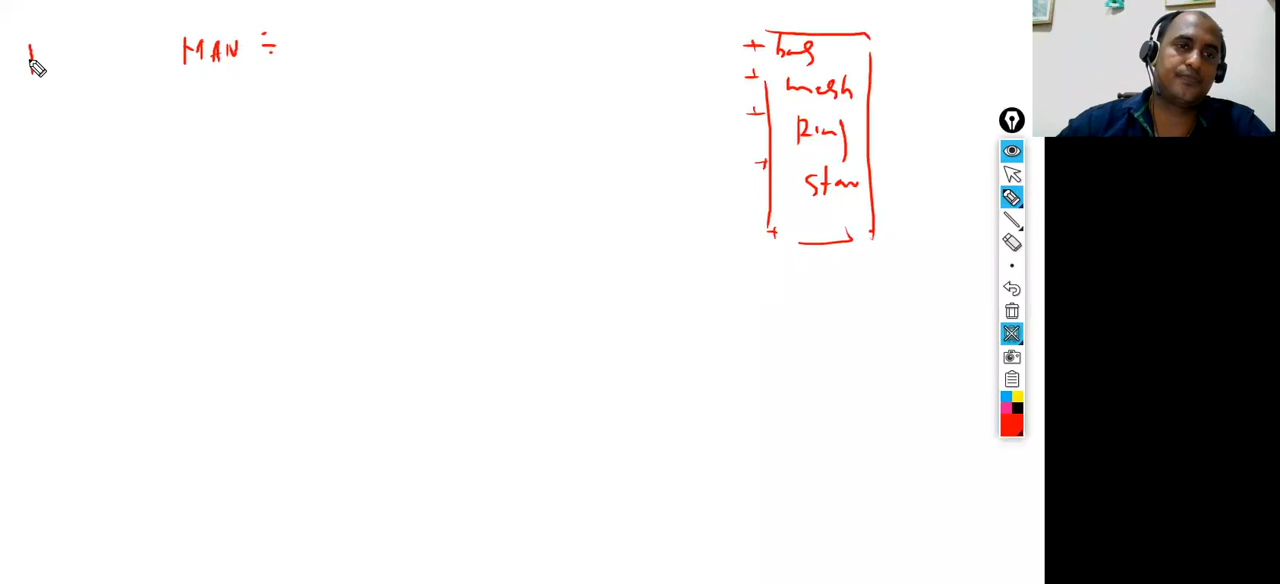 MAN ÷
+ bus
+ mesh
+ Ring
+ star